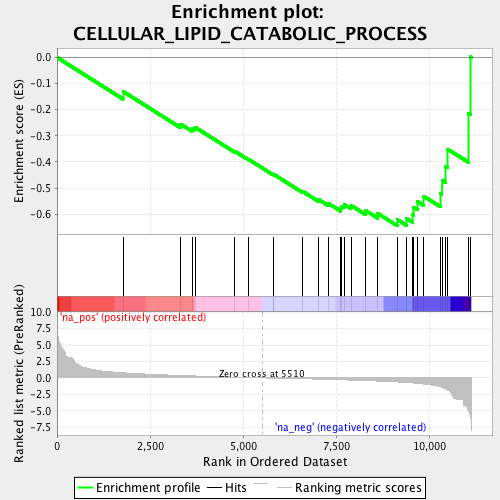 Enrichment plot:
CELLULAR_LIPID_CATABOLIC_PROCESS
Enrichment score (ES)
0.0
-0.1
-0.2
-0.3
-0.4
-0.5
-0.6
Ranked list metric (PreRanked)
10.0
7.5
5.0
2.5
0.0
-2.5
-5.0
-7.5
'na_pos' (positively correlated)
Zero cross at 5510
'na_neg' (negatively correlated)
0
2,500
5,000
7,500
10,000
Rank in Ordered Dataset
Enrichment profile
Hits
Ranking metric scores